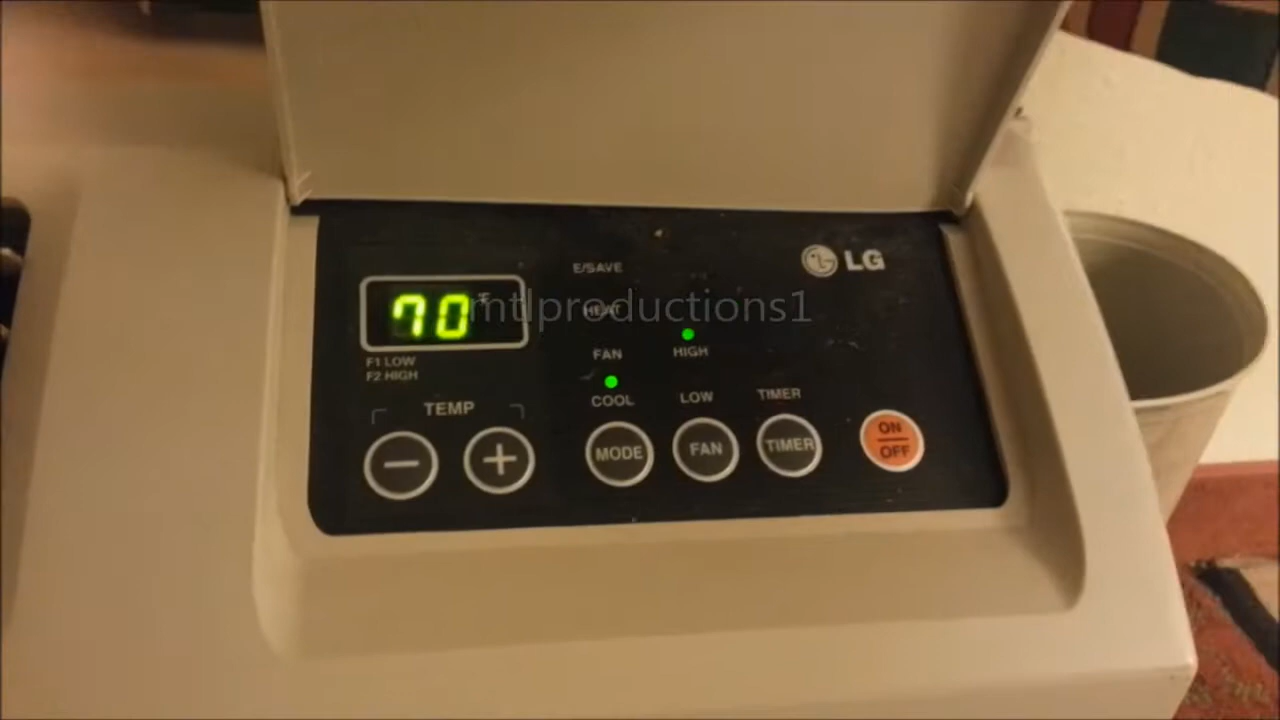 E/SAVE
LG
70 °F
mtlproductions1
HEAT
F1 LOW
F2 HIGH
FAN
HIGH
TEMP
COOL
LOW
TIMER
−
+
MODE
FAN
TIMER
ON
OFF